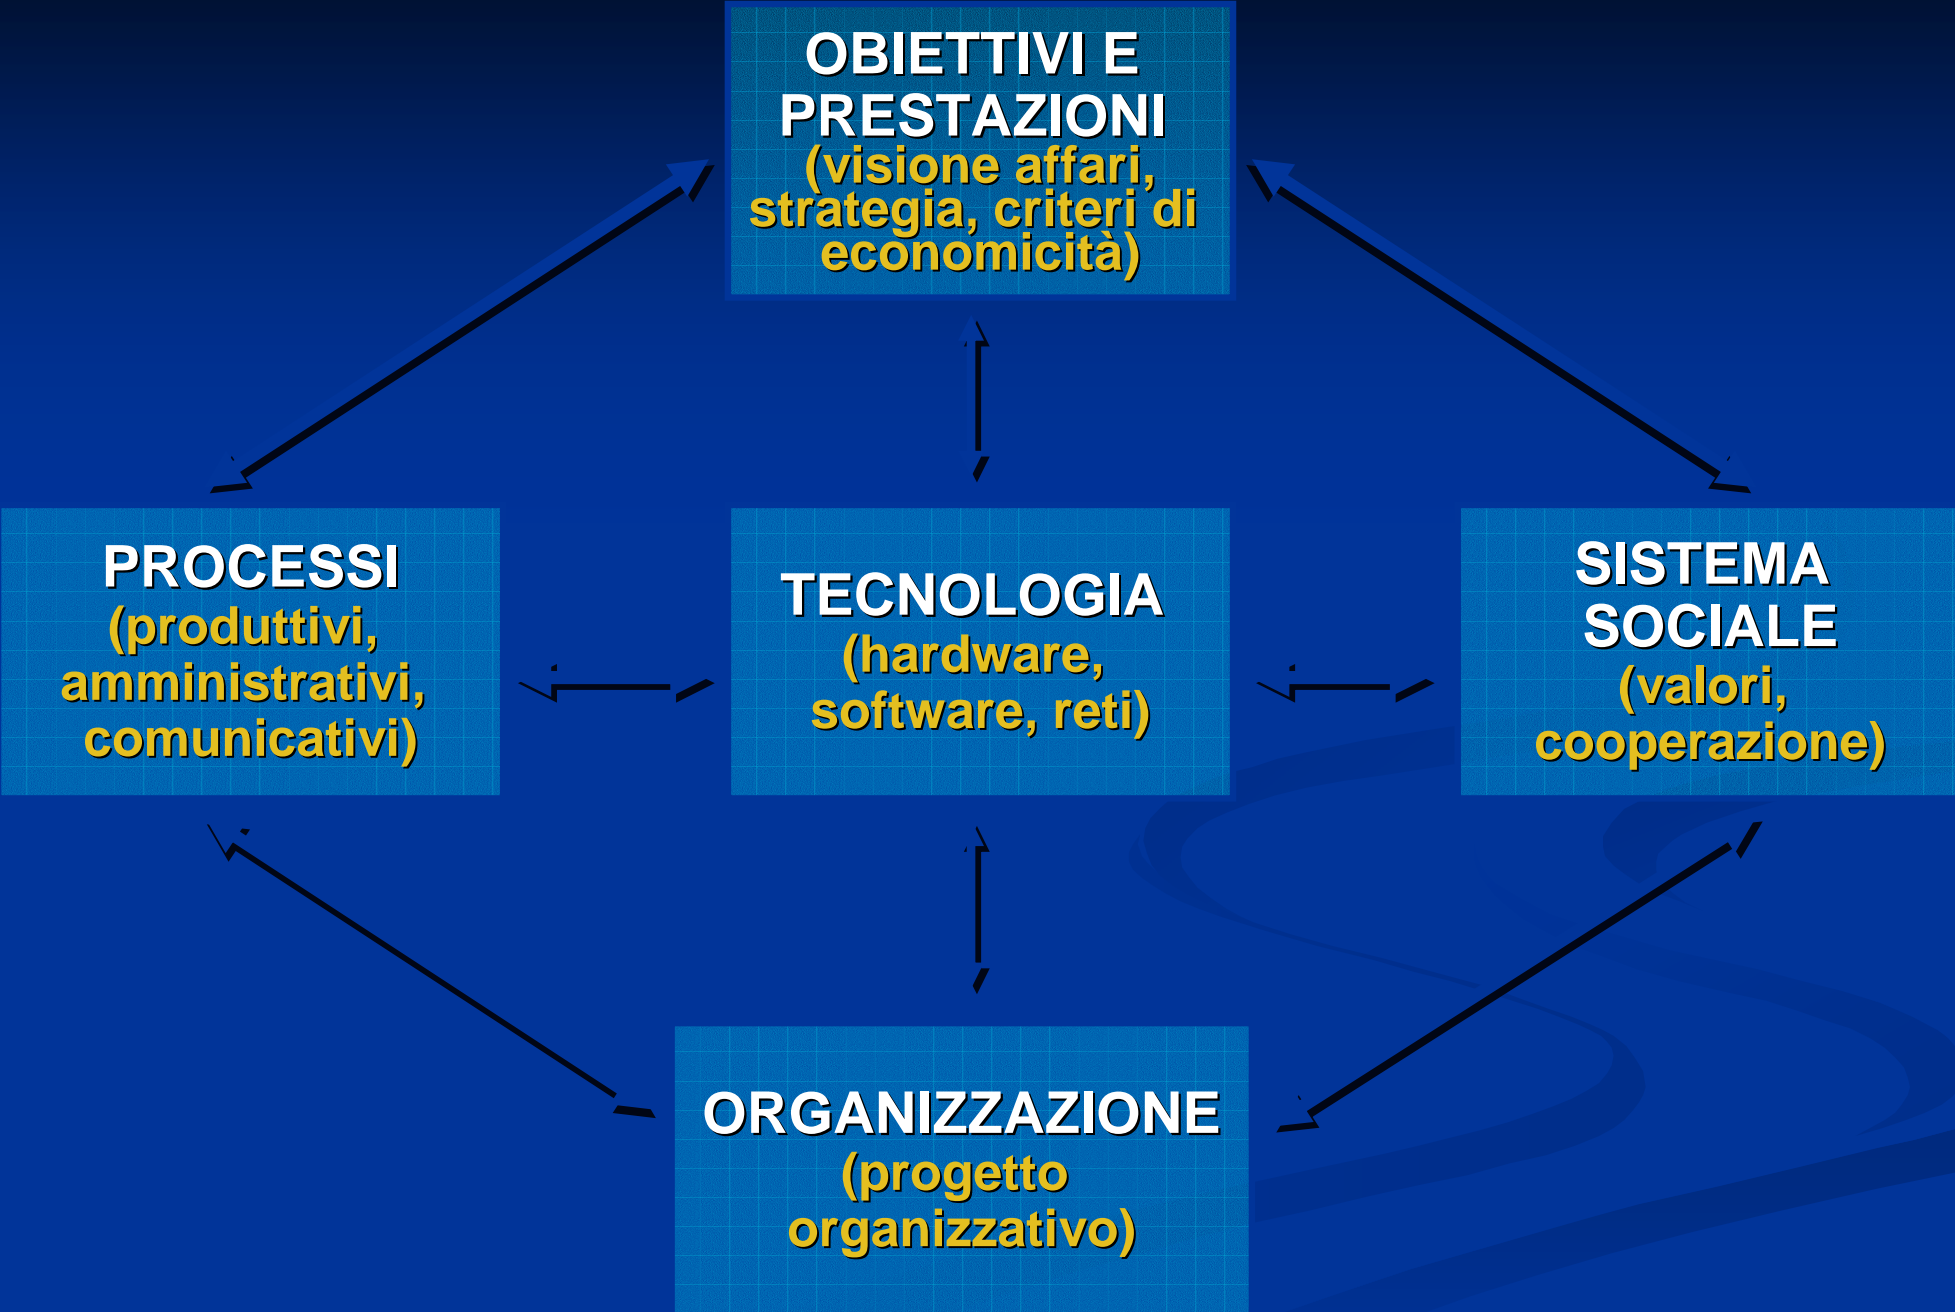 OBIETTIVI E
PRESTAZIONI
(visione affari,
strategia, criteri di
economicità)
PROCESSI
(produttivi,
amministrativi,
comunicativi)
TECNOLOGIA
(hardware,
software, reti)
SISTEMA
SOCIALE
(valori,
cooperazione)
ORGANIZZAZIONE
(progetto
organizzativo)